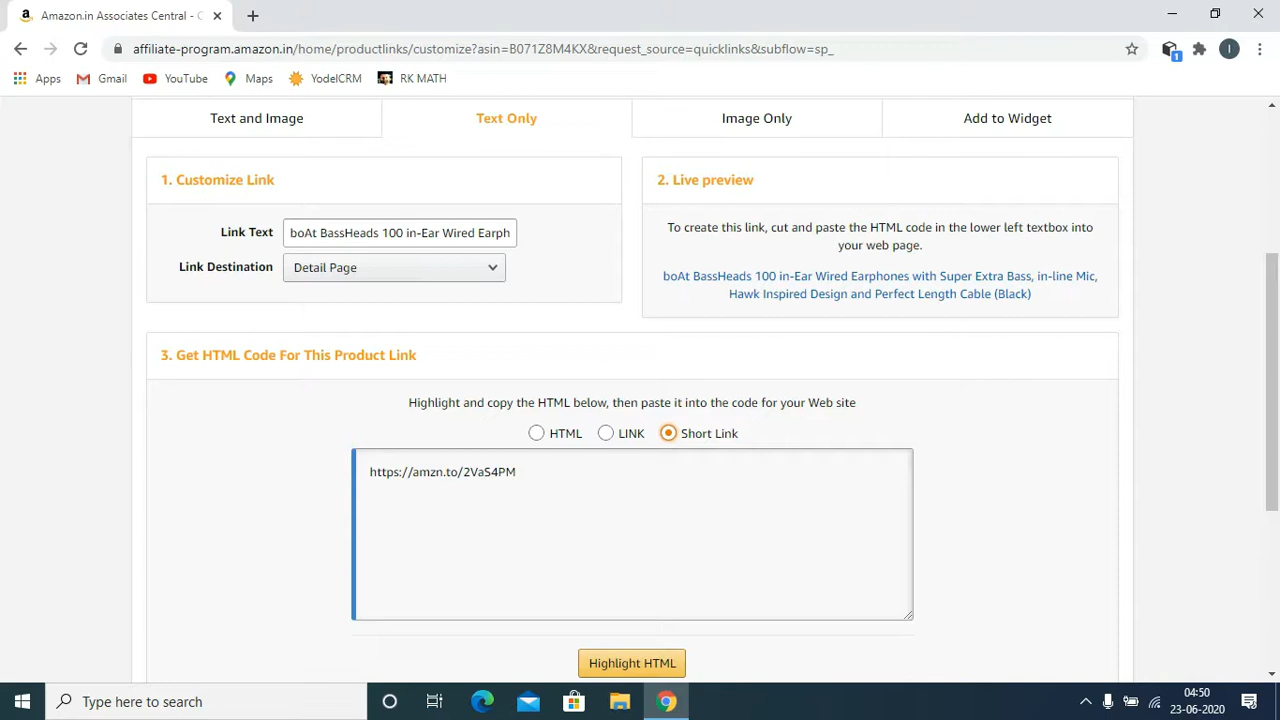 Amazon.in Associates Central - C
affiliate-program.amazon.in/home/productlinks/customize?asin=B071Z8M4KX&request_source=quicklinks&subflow=sp_
1
I
Apps Gmail YouTube Maps YodelCRM RK MATH
Text and Image Text Only Image Only Add to Widget
1. Customize Link
Link Text boAt BassHeads 100 in-Ear Wired Earph
Link Destination Detail Page
2. Live preview
To create this link, cut and paste the HTML code in the lower left textbox into
your web page.
boAt BassHeads 100 in-Ear Wired Earphones with Super Extra Bass, in-line Mic,
Hawk Inspired Design and Perfect Length Cable (Black)
3. Get HTML Code For This Product Link
Highlight and copy the HTML below, then paste it into the code for your Web site
HTML LINK Short Link
https://amzn.to/2VaS4PM
Highlight HTML
Type here to search
04:50
23-06-2020